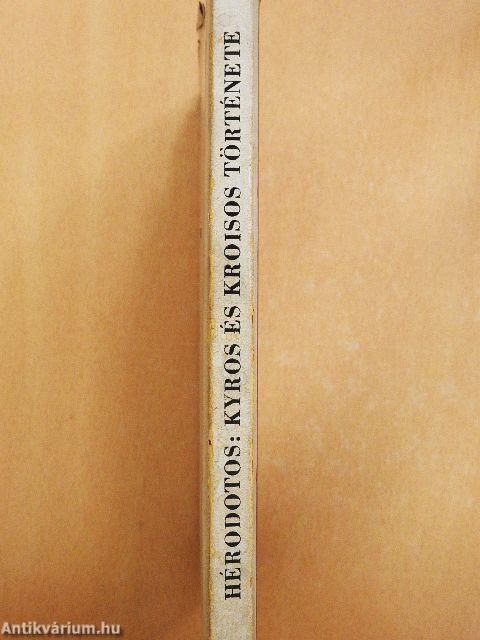 HÉRODOTOS: KYROS ÉS KROISOS TÖRTÉNETE
Antikvárium.hu